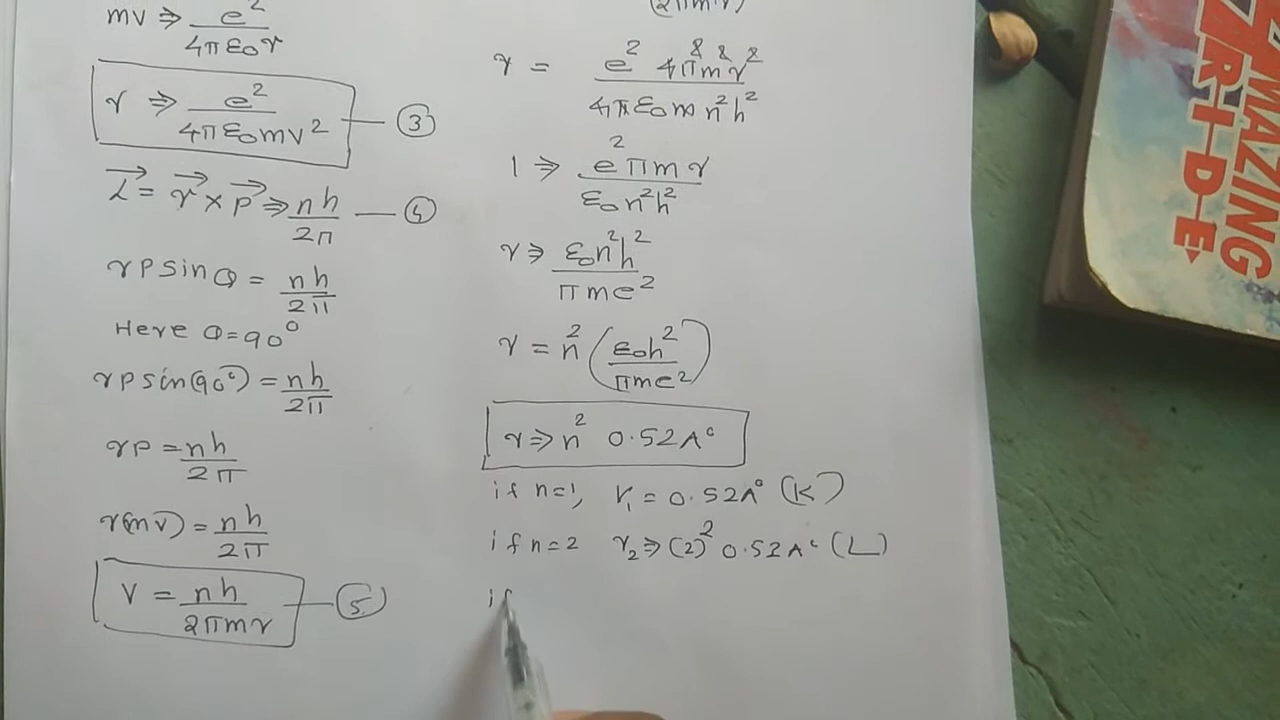 mv ⇒ e²/4πε₀r
r ⇒ e²/4πε₀mv² — ③
L⃗ = r⃗ × p⃗ ⇒ nh/2π — ④
rp sinθ = nh/2π
Here θ=90°
rp sin(90°) = nh/2π
rp = nh/2π
r(mv) = nh/2π
V = nh/2πmr — ⑤
(2πmr)
r = e² 4π²m²r²/4πε₀m n²h²
1 ⇒ e²πmr/ε₀n²h²
r ⇒ ε₀n²h²/πme²
r = n² (ε₀h²/πme²)
r ⇒ n² 0.52A°
if n=1, r₁ = 0.52A° (K)
if n=2 r₂ ⇒ (2)² 0.52A° (L)
if
AMAZING